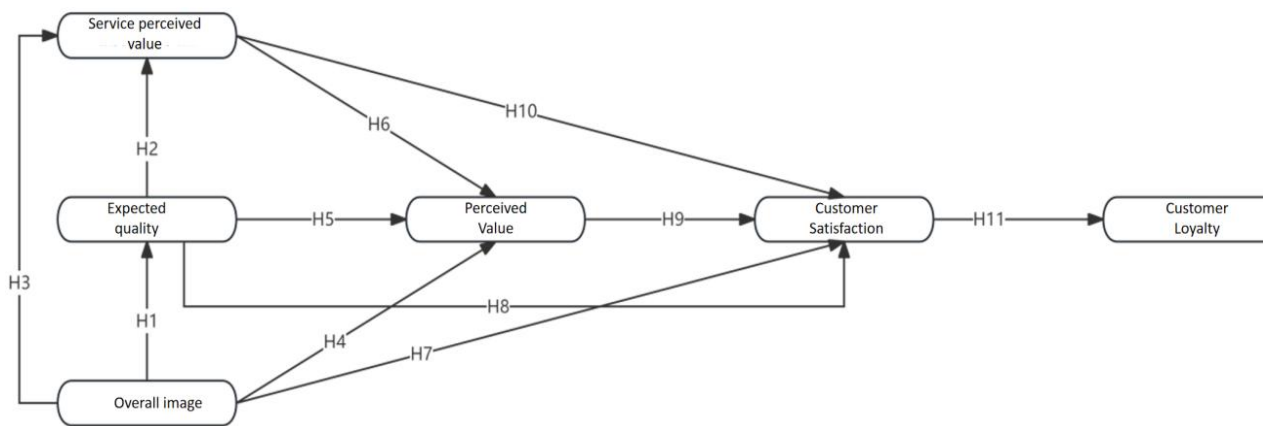 Service perceived
value
H10
H6
H2
Expected
quality
H5
Perceived
Value
H9
Customer
Satisfaction
H11
Customer
Loyalty
H3
H1
H8
H4
H7
Overall image